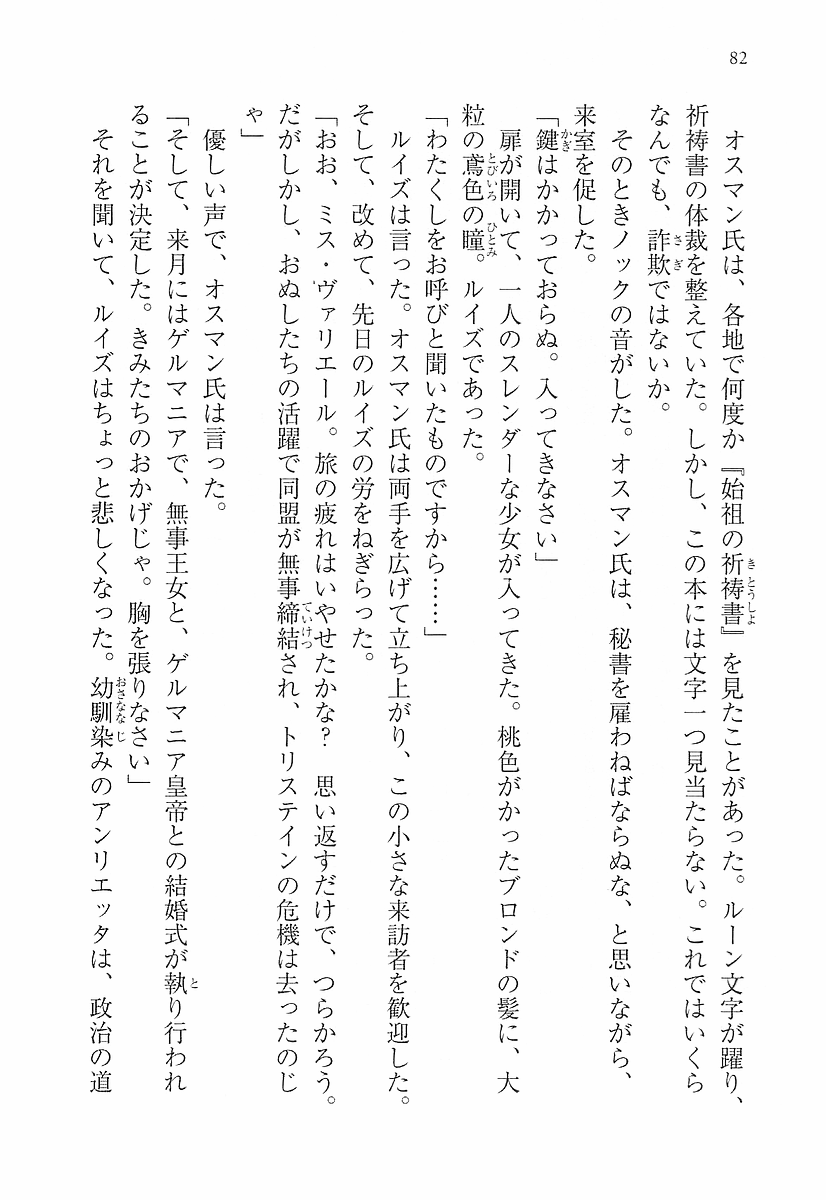 82
オスマン氏は、各地で何度か『始祖の祈祷書』を見たことがあった。ルーン文字が躍り、
祈祷書の体裁を整えていた。しかし、この本には文字一つ見当たらない。これではいくら
なんでも、詐欺ではないか。
そのときノックの音がした。オスマン氏は、秘書を雇わねばならぬな、と思いながら、
来室を促した。
「鍵はかかっておらぬ。入ってきなさい」
扉が開いて、一人のスレンダーな少女が入ってきた。桃色がかったブロンドの髪に、大
粒の鳶色の瞳。ルイズであった。
「わたくしをお呼びと聞いたものですから……」
ルイズは言った。オスマン氏は両手を広げて立ち上がり、この小さな来訪者を歓迎した。
そして、改めて、先日のルイズの労をねぎらった。
「おお、ミス・ヴァリエール。旅の疲れはいやせたかな？　思い返すだけで、つらかろう。
だがしかし、おぬしたちの活躍で同盟が無事締結され、トリステインの危機は去ったのじ
ゃ」
優しい声で、オスマン氏は言った。
「そして、来月にはゲルマニアで、無事王女と、ゲルマニア皇帝との結婚式が執り行われ
ることが決定した。きみたちのおかげじゃ。胸を張りなさい」
それを聞いて、ルイズはちょっと悲しくなった。幼馴染みのアンリエッタは、政治の道